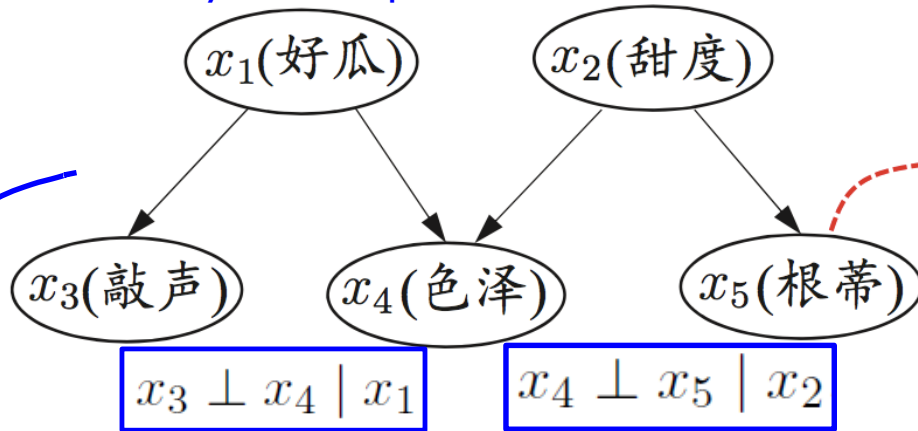 x₁(好瓜) x₂(甜度)
x₃(敲声) x₄(色泽) x₅(根蒂)
x₃ ⊥ x₄ | x₁ x₄ ⊥ x₅ | x₂